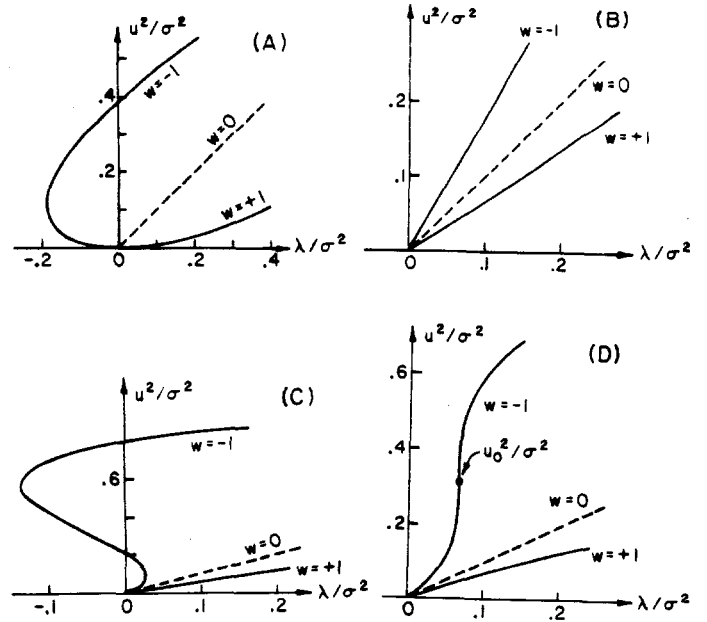 u²/σ²
(A)
.4
w=-1
w=0
.2
w=+1
-.2
0
.2
.4
λ/σ²
u²/σ²
(B)
w=-1
.2
w=0
w=+1
.1
0
.1
.2
λ/σ²
u²/σ²
(C)
w=-1
.6
w=0
w=+1
-.1
0
.1
.2
λ/σ²
u²/σ²
(D)
.6
w=-1
.4
u₀²/σ²
w=0
.2
w=+1
0
.1
.2
λ/σ²